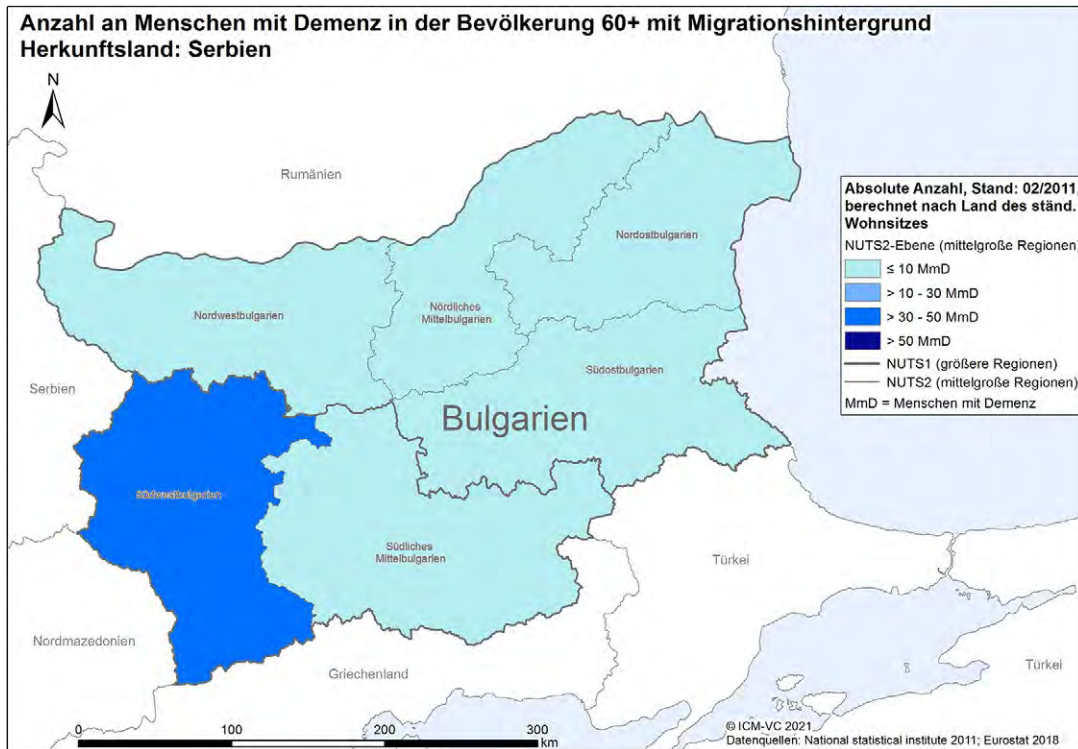 Anzahl an Menschen mit Demenz in der Bevölkerung 60+ mit Migrationshintergrund
Herkunftsland: Serbien
N
Rumänien
Absolute Anzahl, Stand: 02/2011,
berechnet nach Land des ständ.
Wohnsitzes
NUTS2-Ebene (mittelgroße Regionen)
≤ 10 MmD
> 10 - 30 MmD
> 30 - 50 MmD
> 50 MmD
NUTS1 (größere Regionen)
NUTS2 (mittelgroße Regionen)
MmD = Menschen mit Demenz
Nordostbulgarien
Nördliches
Mittelbulgarien
Nordwestbulgarien
Serbien
Südostbulgarien
Bulgarien
Südwestbulgarien
Südliches
Mittelbulgarien
Türkei
Nordmazedonien
Griechenland
Türkei
0 100 200 300
km
© ICM-VC 2021
Datenquellen: National statistical institute 2011; Eurostat 2018